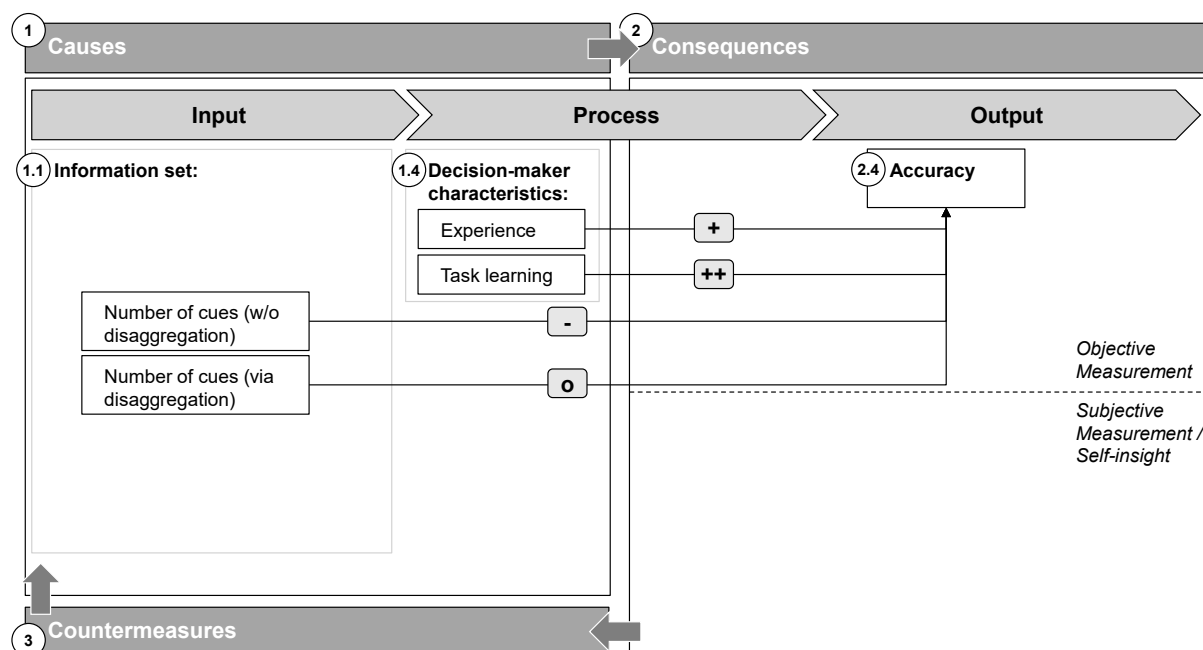 1
Causes
2
Consequences
Input
Process
Output
1.1
Information set:
1.4
Decision-maker
characteristics:
2.4
Accuracy
Experience
+
Task learning
++
Number of cues (w/o
disaggregation)
-
Number of cues (via
disaggregation)
o
Objective
Measurement
Subjective
Measurement /
Self-insight
3
Countermeasures